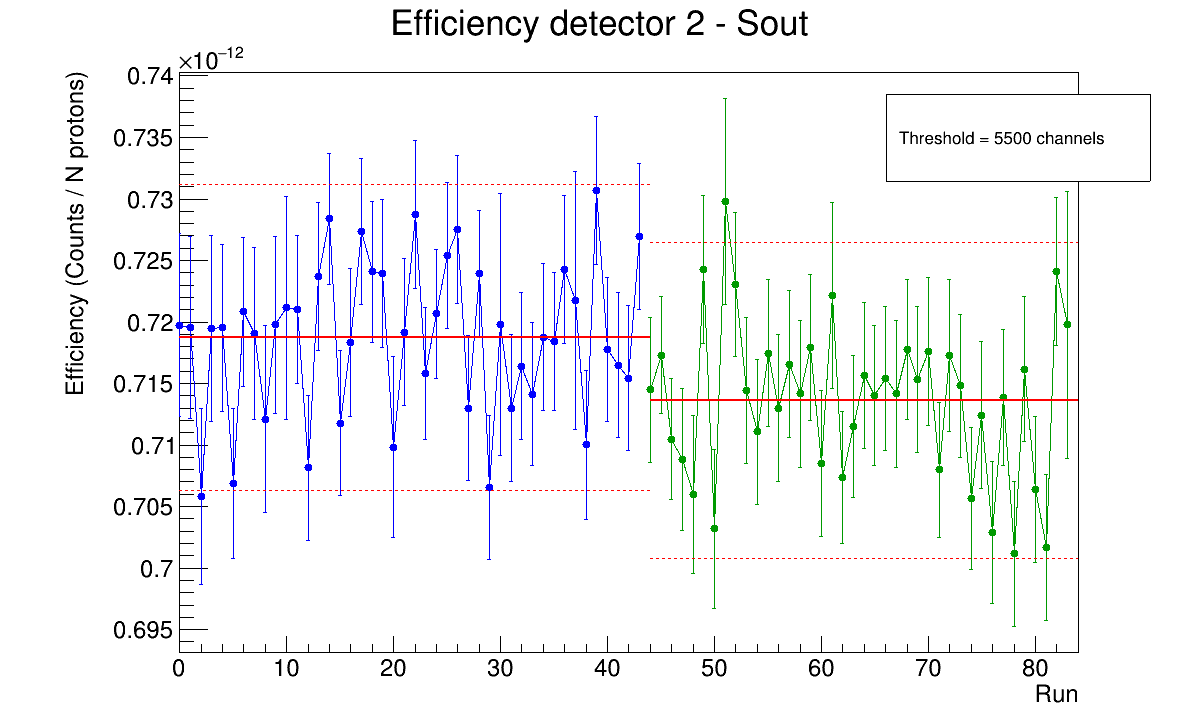 Efficiency detector 2 - Sout
×10⁻¹²
Efficiency (Counts / N protons)
0.74
0.735
0.73
0.725
0.72
0.715
0.71
0.705
0.7
0.695
Threshold = 5500 channels
0 10 20 30 40 50 60 70 80
Run